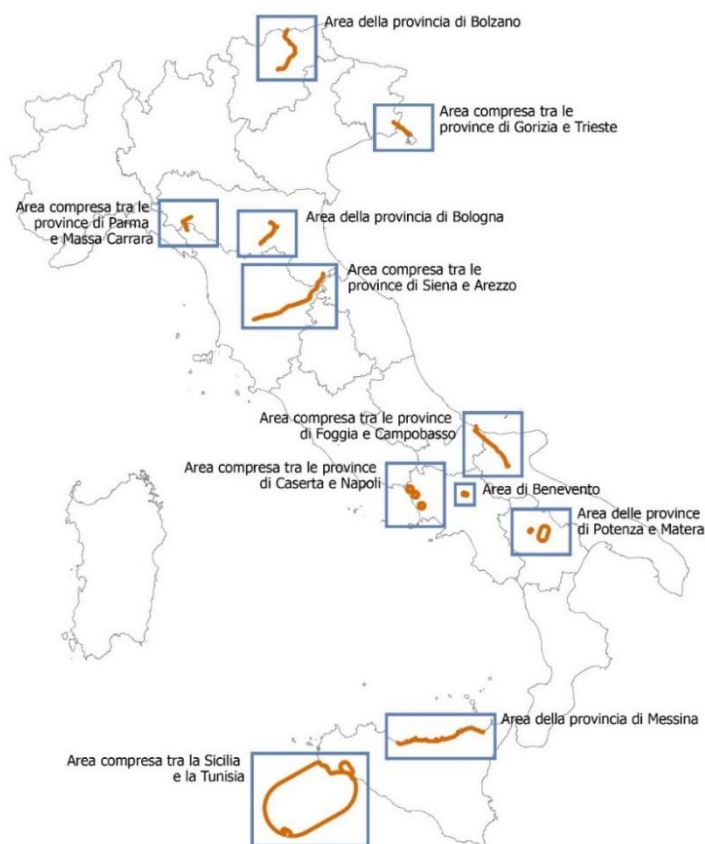 Area della provincia di Bolzano
Area compresa tra le
province di Gorizia e Trieste
Area compresa tra le
province di Parma
e Massa Carrara
Area della provincia di Bologna
Area compresa tra le
province di Siena e Arezzo
Area compresa tra le province
di Foggia e Campobasso
Area compresa tra le province
di Caserta e Napoli
Area di Benevento
Area delle province
di Potenza e Matera
Area della provincia di Messina
Area compresa tra la Sicilia
e la Tunisia